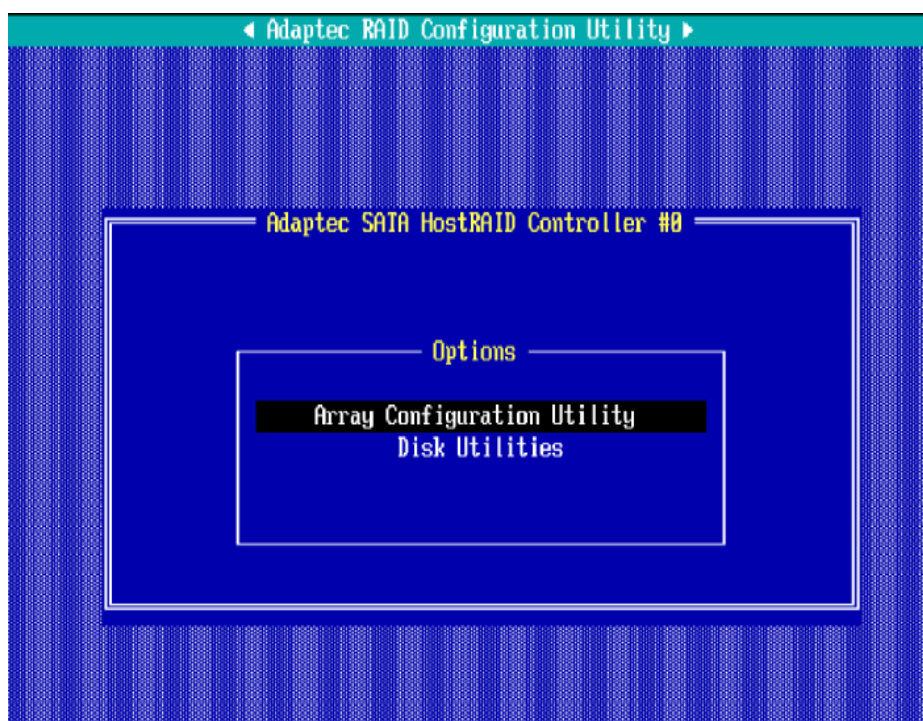 ◄ Adaptec RAID Configuration Utility ►
Adaptec SATA HostRAID Controller #0
Options
Array Configuration Utility
Disk Utilities